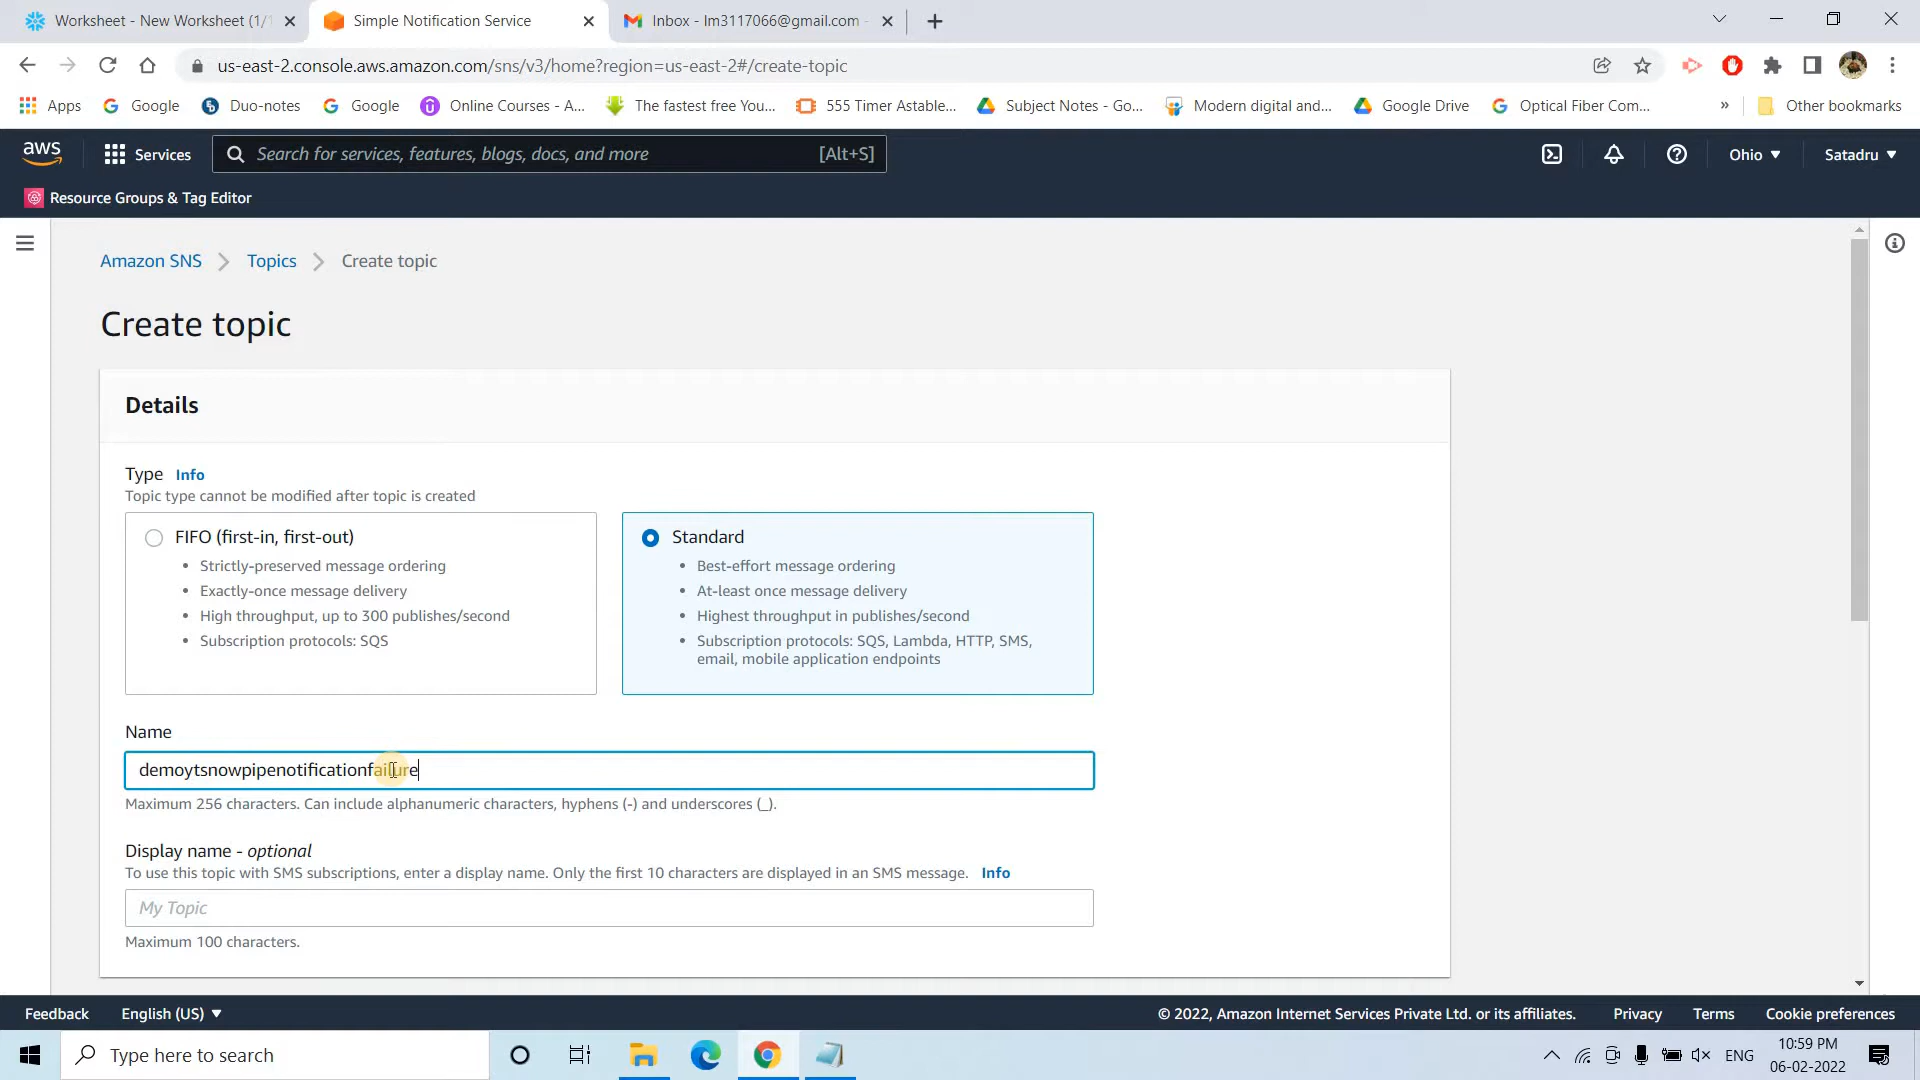 Worksheet - New Worksheet (1/1
Simple Notification Service
Inbox - lm3117066@gmail.com -
us-east-2.console.aws.amazon.com/sns/v3/home?region=us-east-2#/create-topic
Apps
Google
Duo-notes
Google
Online Courses - A...
The fastest free You...
555 Timer Astable...
Subject Notes - Go...
Modern digital and...
Google Drive
Optical Fiber Com...
»
Other bookmarks
aws
Services
Search for services, features, blogs, docs, and more
[Alt+S]
Ohio
Satadru
Resource Groups & Tag Editor
Amazon SNS
Topics
Create topic
Create topic
Details
Type Info
Topic type cannot be modified after topic is created
FIFO (first-in, first-out)
• Strictly-preserved message ordering
• Exactly-once message delivery
• High throughput, up to 300 publishes/second
• Subscription protocols: SQS
Standard
• Best-effort message ordering
• At-least once message delivery
• Highest throughput in publishes/second
• Subscription protocols: SQS, Lambda, HTTP, SMS,
email, mobile application endpoints
Name
demoytsnowpipenotificationfailure
Maximum 256 characters. Can include alphanumeric characters, hyphens (-) and underscores (_).
Display name - optional
To use this topic with SMS subscriptions, enter a display name. Only the first 10 characters are displayed in an SMS message. Info
My Topic
Maximum 100 characters.
Feedback
English (US)
© 2022, Amazon Internet Services Private Ltd. or its affiliates.
Privacy
Terms
Cookie preferences
Type here to search
ENG
10:59 PM
06-02-2022